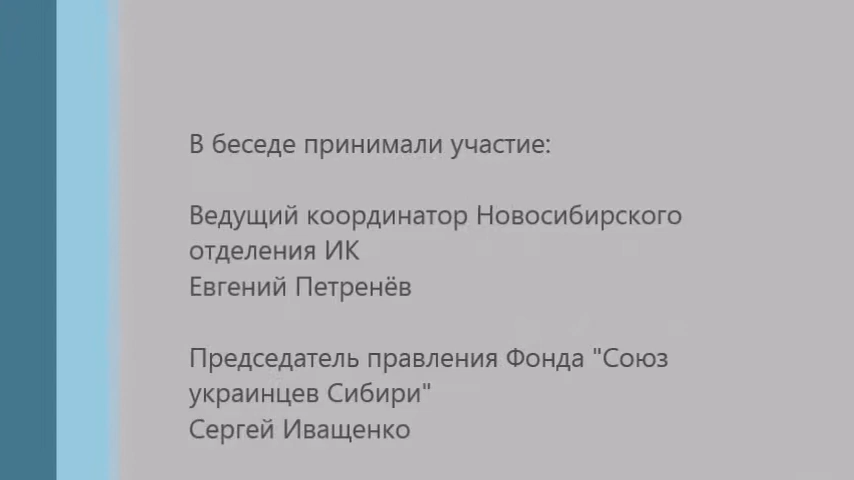 В беседе принимали участие:
Ведущий координатор Новосибирского
отделения ИК
Евгений Петренёв
Председатель правления Фонда "Союз
украинцев Сибири"
Сергей Иващенко